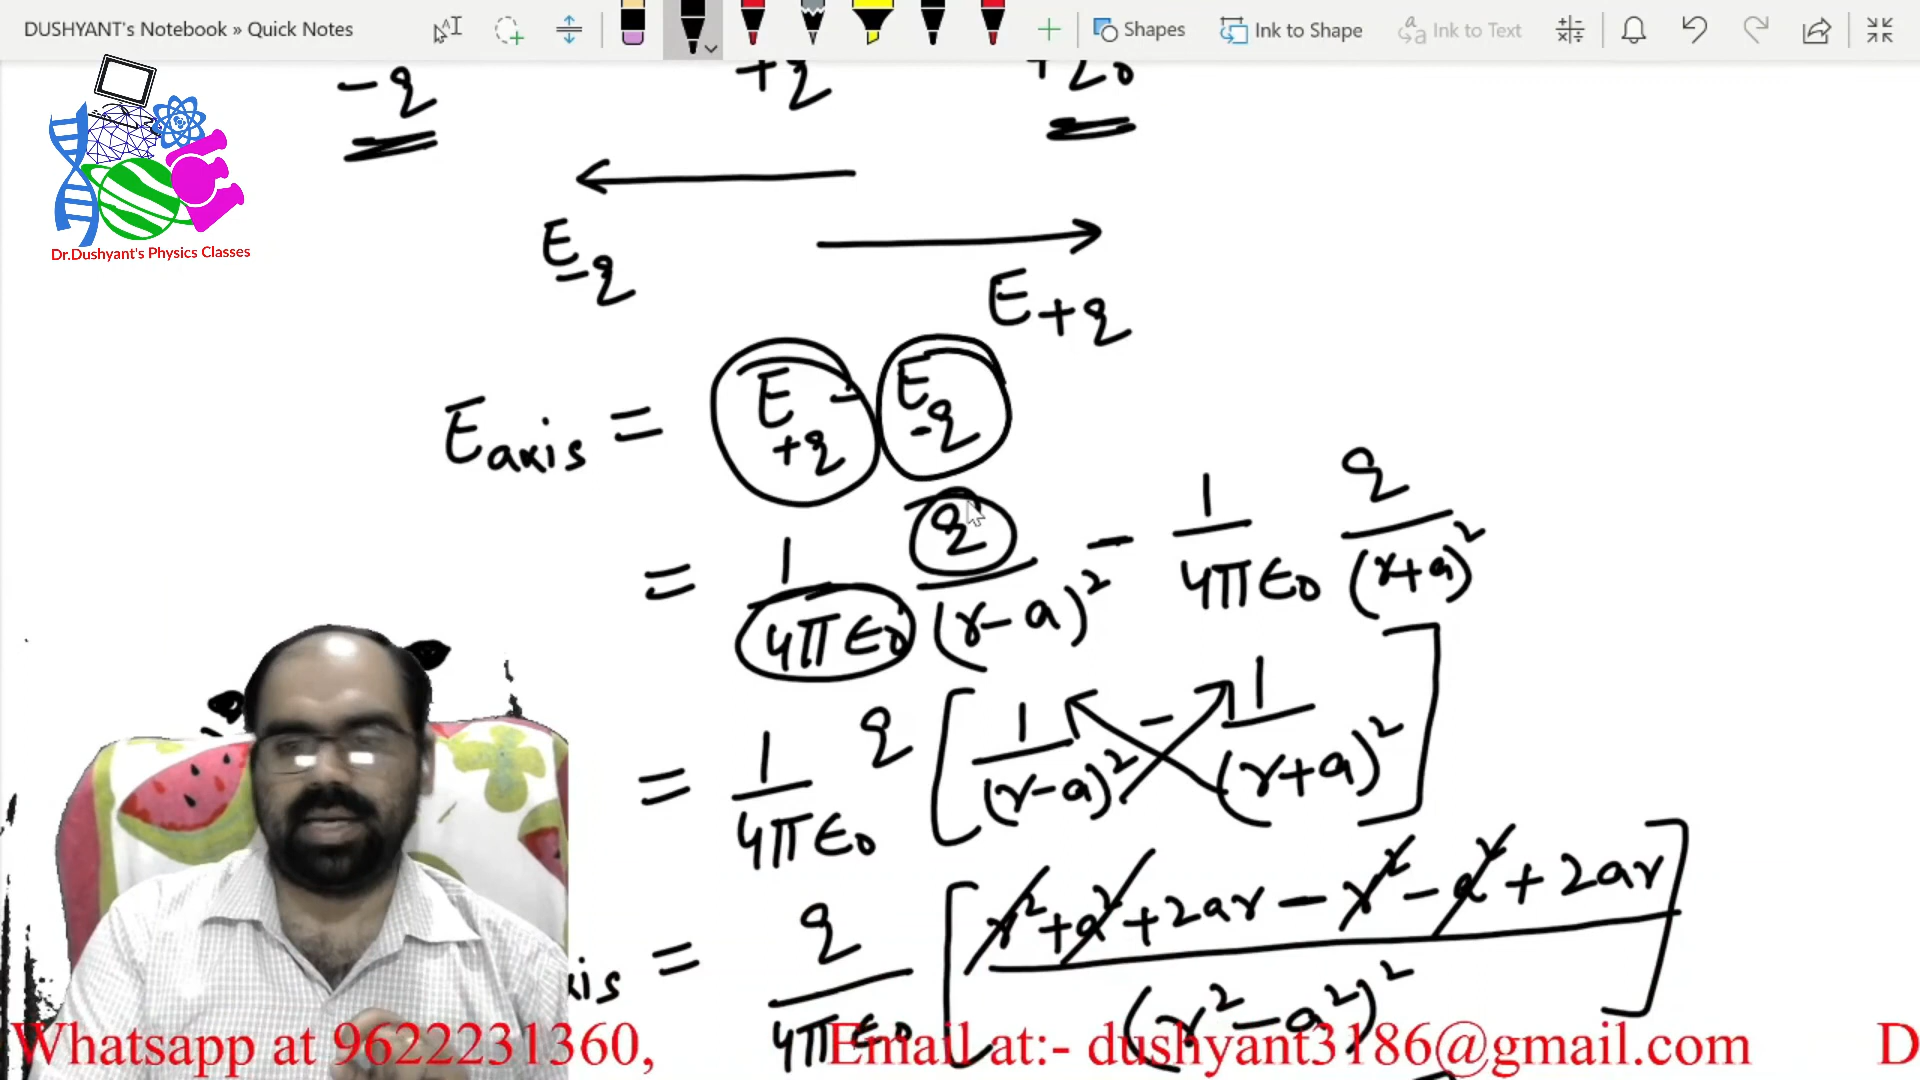 DUSHYANT's Notebook » Quick Notes
Shapes
Ink to Shape
Ink to Text
-q
+q
Dr.Dushyant's Physics Classes
E-q
E+q
Eaxis = E+q - E-q
= 1/4πε0 q/(r-a)² - 1/4πε0 q/(r+a)²
= 1/4πε0 q [1/(r-a)² - 1/(r+a)²]
xis = q/4πε0 [r²+a²+2ar-r²-a²+2ar/(r²-a²)²]
Whatsapp at 9622231360, Email at:- dushyant3186@gmail.com D